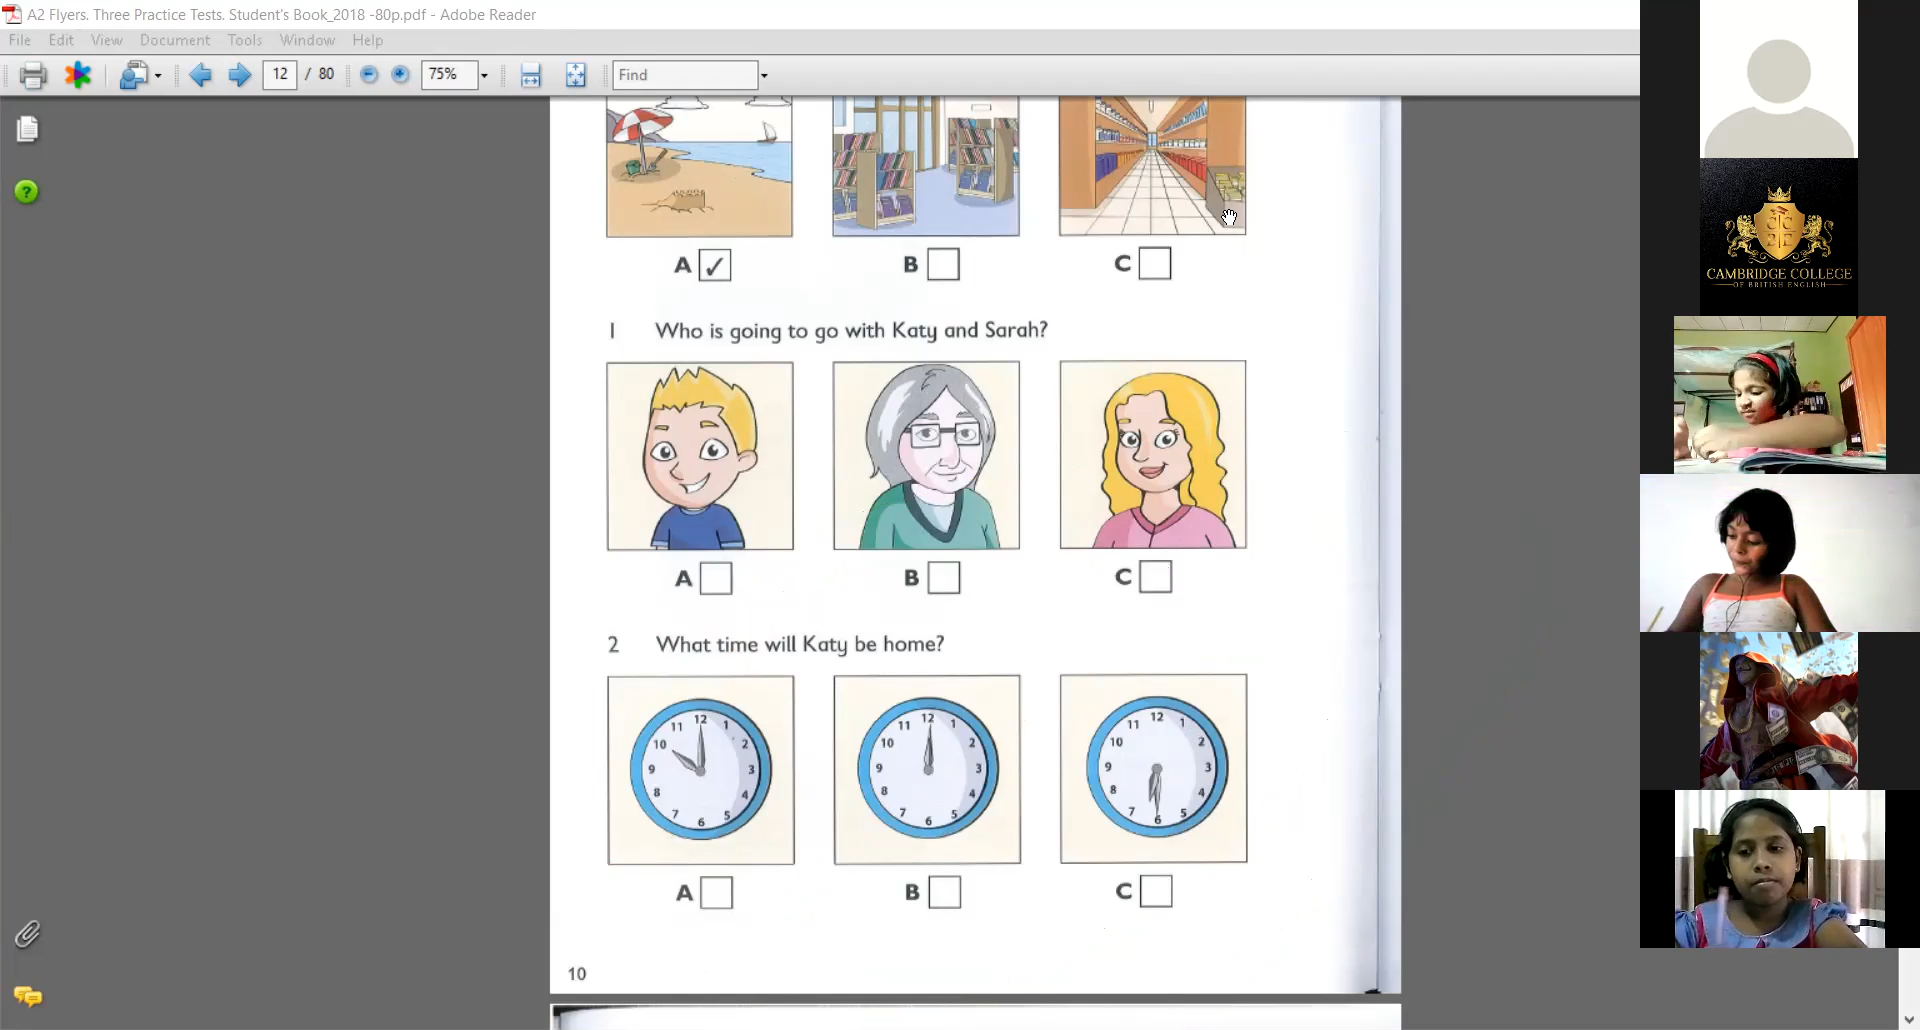 A2 Flyers. Three Practice Tests. Student's Book_2018 -80p.pdf - Adobe Reader
File Edit View Document Tools Window Help
12 / 80 75% Find
A ✓ B C
1 Who is going to go with Katy and Sarah?
A B C
2 What time will Katy be home?
11 12 1
10 2
9 3
8 4
7 6 5
11 12 1
10 2
9 3
8 4
7 6 5
11 12 1
10 2
9 3
8 4
7 6 5
A B C
10
CAMBRIDGE COLLEGE
OF BRITISH ENGLISH